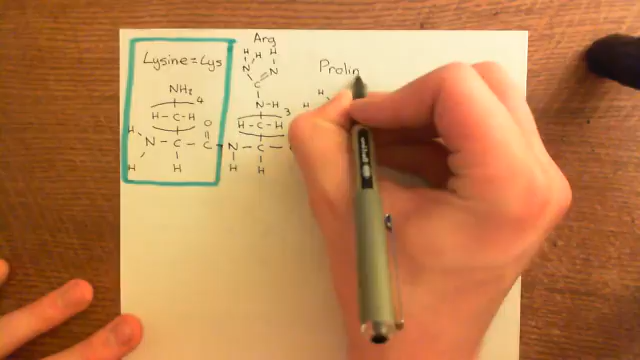 Lysine = Lys
Arg
Prolin
H H H
N N
C
NH2
4
N-H
3
H-C-H
H-C-H
H
O
H
H
N - C - C - N - C -
H H H H